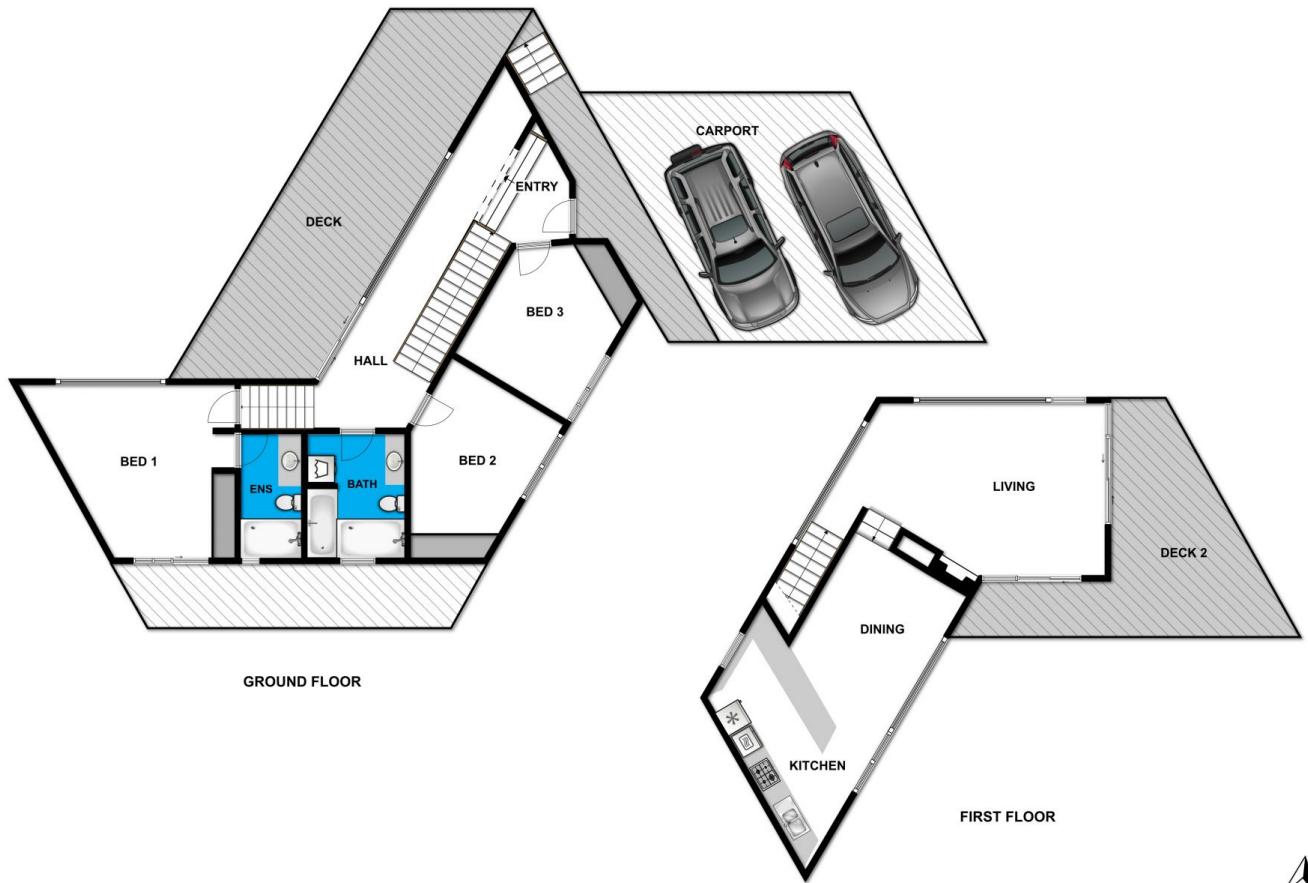 CARPORT
ENTRY
DECK
BED 3
HALL
BED 1
ENS
BATH
BED 2
GROUND FLOOR
LIVING
DECK 2
DINING
KITCHEN
FIRST FLOOR